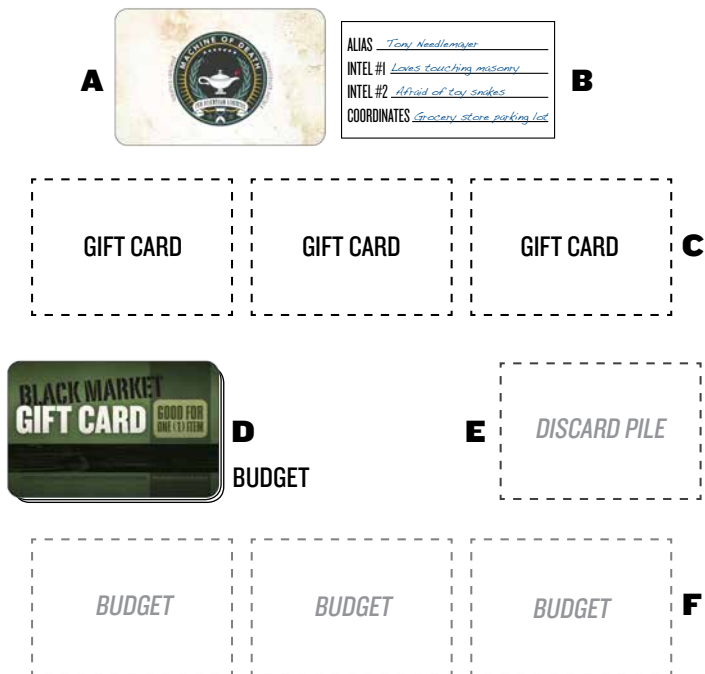 A
MACHINE OF DEATH
ALIAS Tony Needlemayer
INTEL #1 Loves touching masonry
INTEL #2 Afraid of toy snakes
COORDINATES Grocery store parking lot
B
GIFT CARD
GIFT CARD
GIFT CARD
C
BLACK MARKET
GIFT CARD
GOOD FOR
ONE (1) ITEM
D
BUDGET
E
DISCARD PILE
BUDGET
BUDGET
BUDGET
F